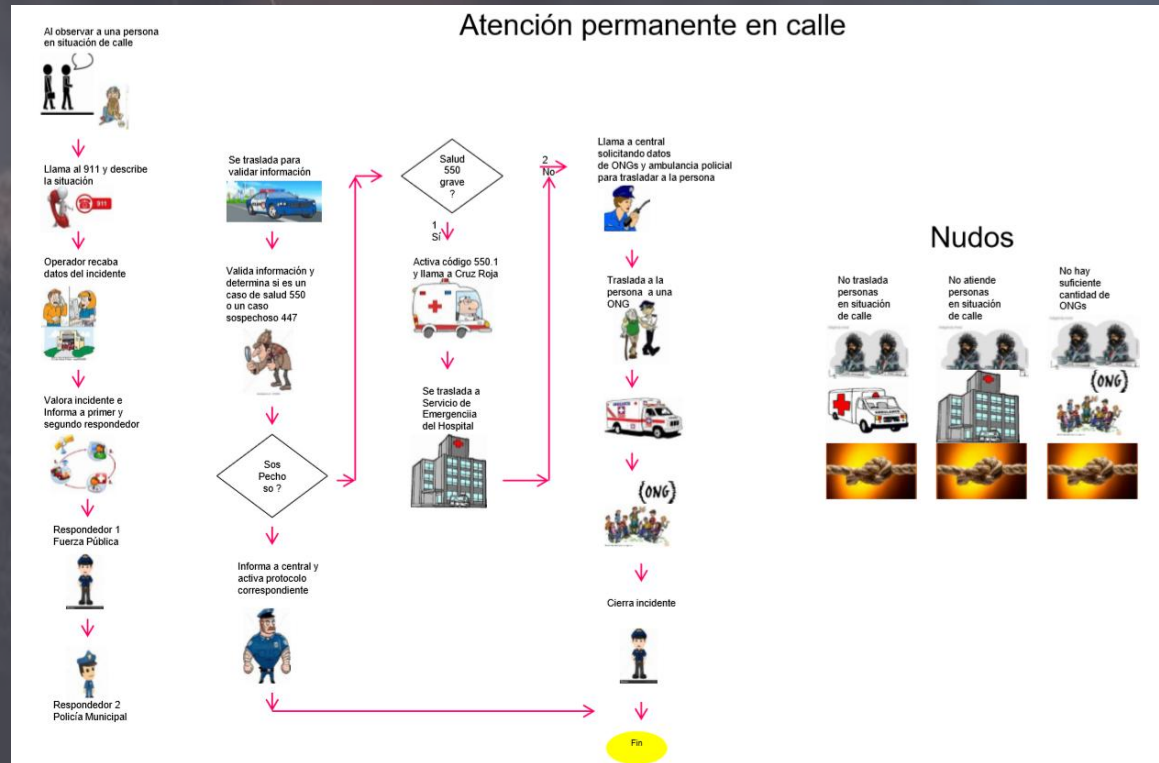 Atención permanente en calle
Al observar a una persona
en situación de calle
Llama al 911 y describe
la situación
911
Operador recaba
datos del incidente
Valora incidente e
Informa a primer y
segundo respondedor
Respondedor 1
Fuerza Pública
Respondedor 2
Policía Municipal
Se traslada para
validar información
Valida información y
determina si es un
caso de salud 550
o un caso
sospechoso 447
Sos
Pecho
so ?
Informa a central y
activa protocolo
correspondiente
Salud
550
grave
?
1
Sí
2
No
Activa código 550.1
y llama a Cruz Roja
Se traslada a
Servicio de
Emergenciia
del Hospital
Llama a central
solicitando datos
de ONGs y ambulancia policial
para trasladar a la persona
Traslada a la
persona a una
ONG
(ONG)
Cierra incidente
Fin
Nudos
No traslada
personas
en situación
de calle
No atiende
personas
en situación
de calle
No hay
suficiente
cantidad de
ONGs
(ONG)